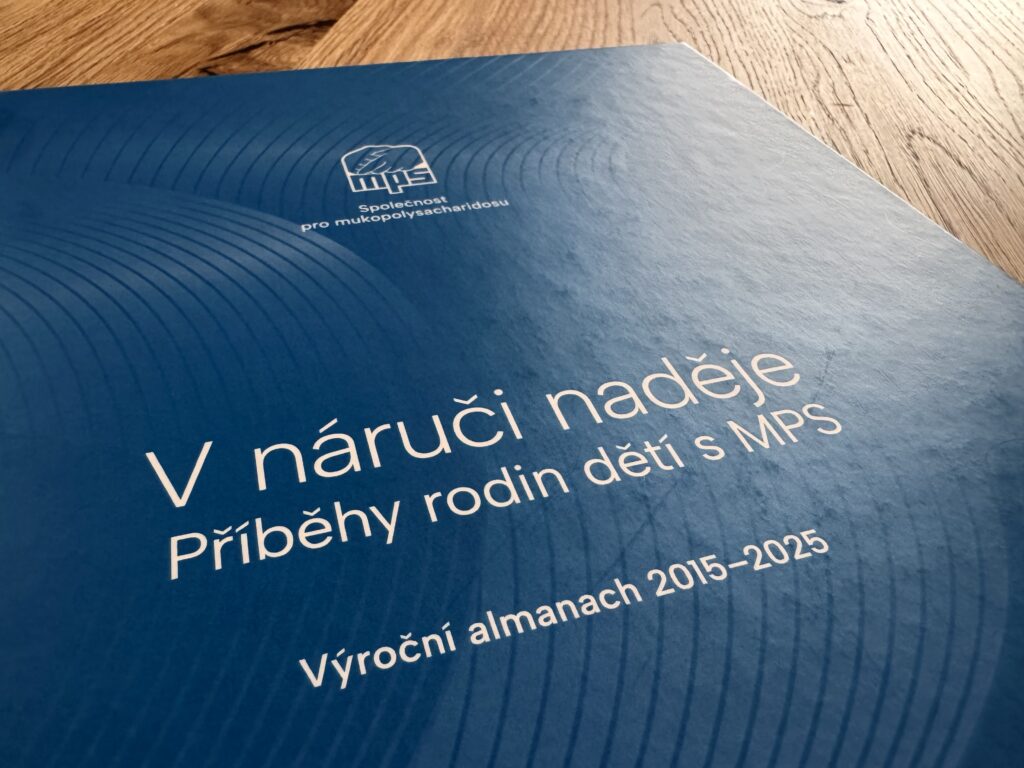 mps
Společnost
pro mukopolysacharidosu
V náruči naděje
Příběhy rodin dětí s MPS
Výroční almanach 2015–2025